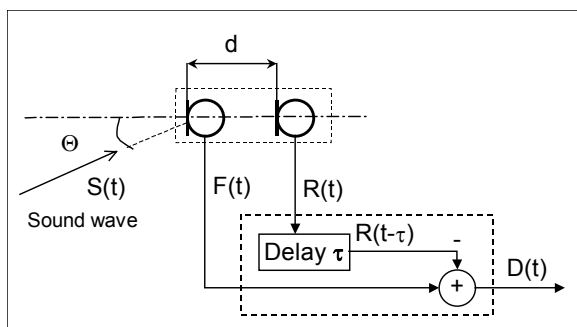 d
Θ
S(t)
Sound wave
F(t)
R(t)
R(t-τ)
-
Delay τ
+
D(t)